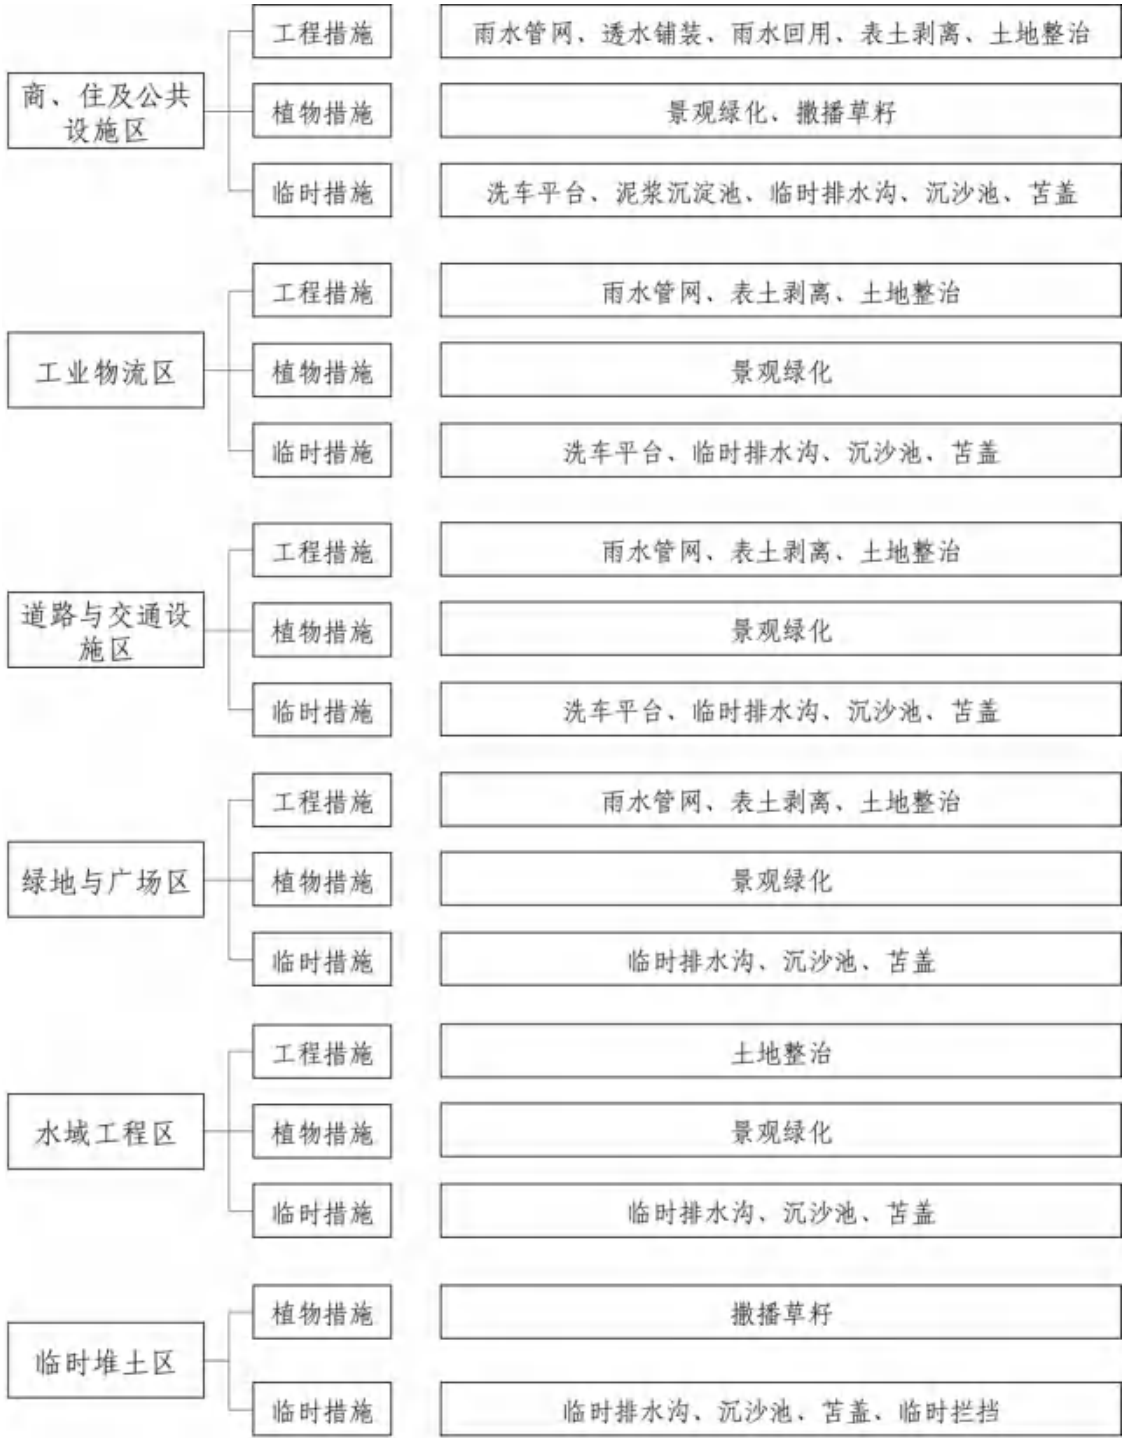 工程措施
雨水管网、透水铺装、雨水回用、表土剥离、土地整治
商、住及公共
设施区
植物措施
景观绿化、撒播草籽
临时措施
洗车平台、泥浆沉淀池、临时排水沟、沉沙池、苫盖
工程措施
雨水管网、表土剥离、土地整治
工业物流区
植物措施
景观绿化
临时措施
洗车平台、临时排水沟、沉沙池、苫盖
工程措施
雨水管网、表土剥离、土地整治
道路与交通设
施区
植物措施
景观绿化
临时措施
洗车平台、临时排水沟、沉沙池、苫盖
工程措施
雨水管网、表土剥离、土地整治
绿地与广场区
植物措施
景观绿化
临时措施
临时排水沟、沉沙池、苫盖
工程措施
土地整治
水域工程区
植物措施
景观绿化
临时措施
临时排水沟、沉沙池、苫盖
植物措施
撒播草籽
临时堆土区
临时措施
临时排水沟、沉沙池、苫盖、临时拦挡